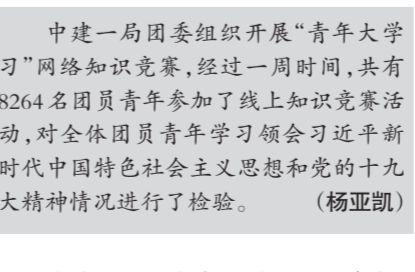 中建一局团委组织开展“青年大学
习”网络知识竞赛,经过一周时间,共有
8264名团员青年参加了线上知识竞赛活
动,对全体团员青年学习领会习近平新
时代中国特色社会主义思想和党的十九
大精神情况进行了检验。 (杨亚凯)